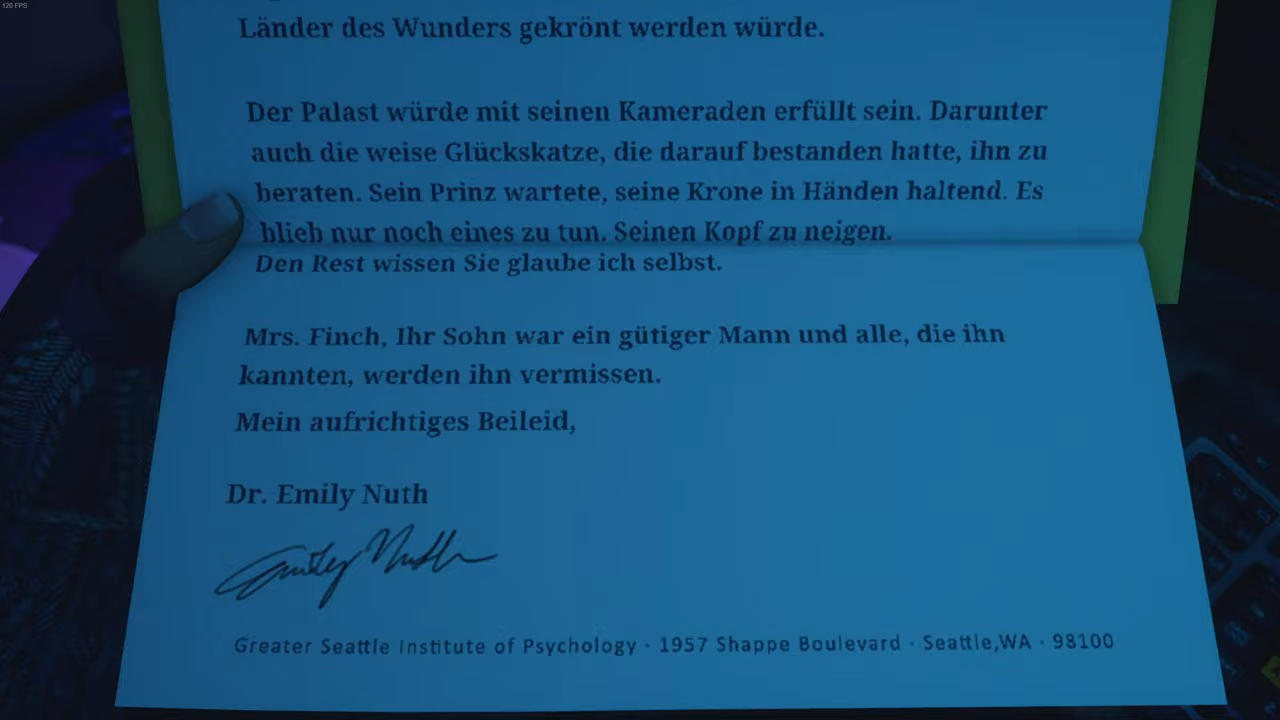 120 FPS
Länder des Wunders gekrönt werden würde.
Der Palast würde mit seinen Kameraden erfüllt sein. Darunter
auch die weise Glückskatze, die darauf bestanden hatte, ihn zu
beraten. Sein Prinz wartete, seine Krone in Händen haltend. Es
blieb nur noch eines zu tun. Seinen Kopf zu neigen.
Den Rest wissen Sie glaube ich selbst.
Mrs. Finch, Ihr Sohn war ein gütiger Mann und alle, die ihn
kannten, werden ihn vermissen.
Mein aufrichtiges Beileid,
Dr. Emily Nuth
Emily Nuth
Greater Seattle Institute of Psychology · 1957 Shappe Boulevard · Seattle,WA · 98100